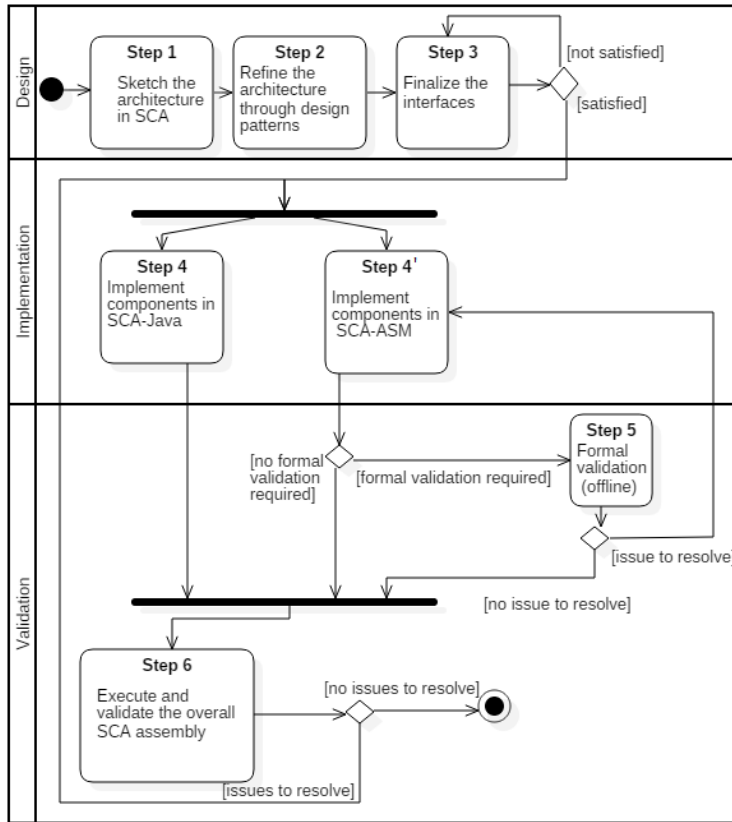 Design
Step 1
Sketch the
architecture
in SCA
Step 2
Refine the
architecture
through design
patterns
Step 3
Finalize the
interfaces
[not satisfied]
[satisfied]
Implementation
Step 4
Implement
components in
SCA-Java
Step 4'
Implement
components in
SCA-ASM
Validation
[no formal
validation
required]
[formal validation required]
Step 5
Formal
validation
(offline)
[issue to resolve]
[no issue to resolve]
Step 6
Execute and
validate the overall
SCA assembly
[no issues to resolve]
[issues to resolve]